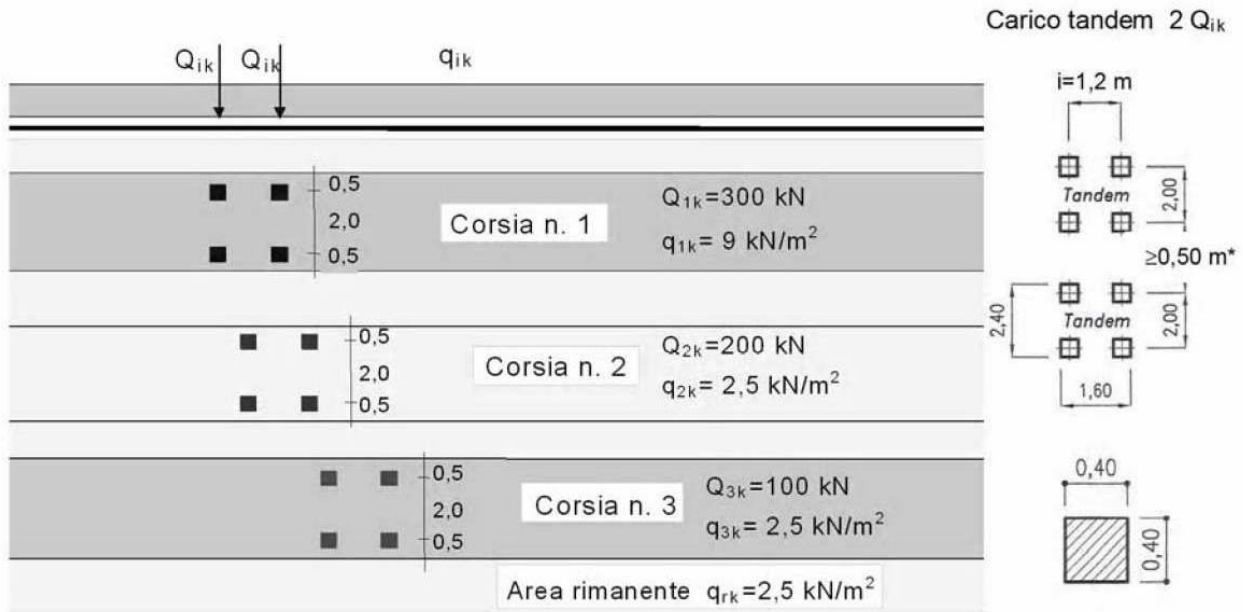 Carico tandem 2 Qik
Qik Qik qik
i=1,2 m
0,5
2,0
0,5
Corsia n. 1
Q1k=300 kN
q1k= 9 kN/m²
Tandem
2,00
≥0,50 m*
0,5
2,0
0,5
Corsia n. 2
Q2k=200 kN
q2k= 2,5 kN/m²
2,40
Tandem
2,00
1,60
0,5
2,0
0,5
Corsia n. 3
Q3k=100 kN
q3k= 2,5 kN/m²
0,40
0,40
Area rimanente qrk=2,5 kN/m²